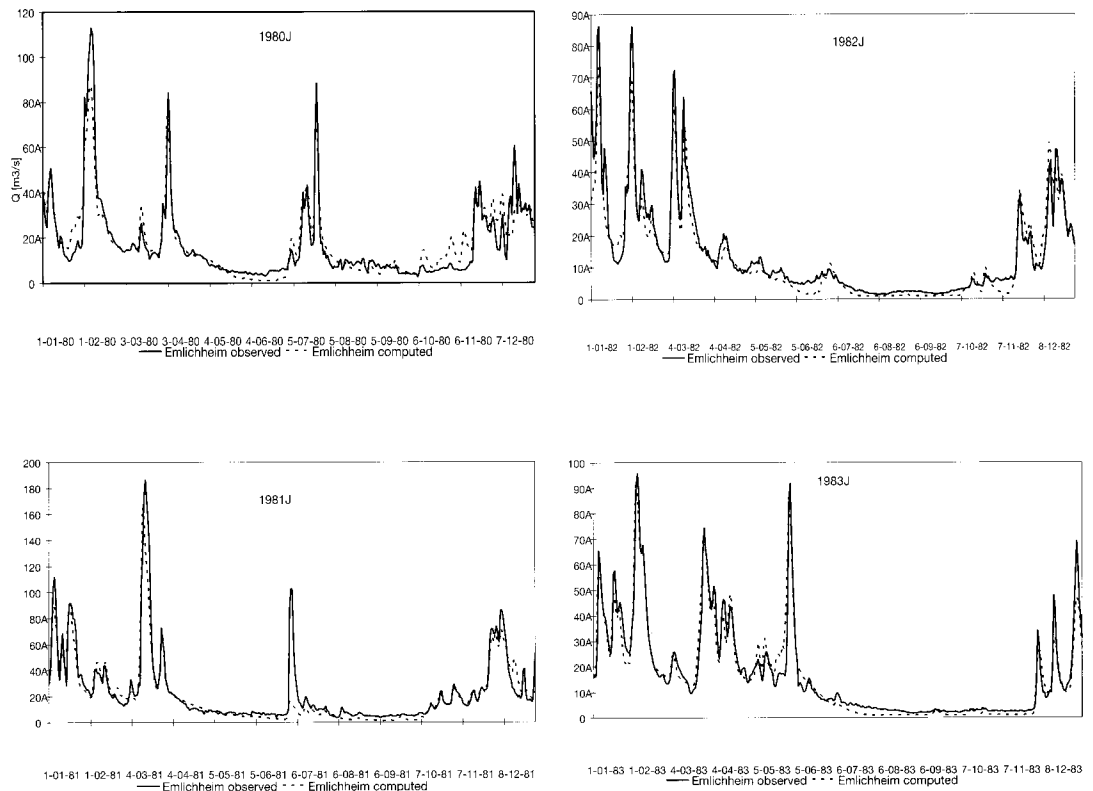 120
100
80A
60A
40A
20A
0
Q [m3/s]
1980J
1-01-80 1-02-80 3-03-80 3-04-80 4-05-80 4-06-80 5-07-80 5-08-80 5-09-80 6-10-80 6-11-80 7-12-80
Emlichheim observed Emlichheim computed
90A
80A
70A
60A
50A
40A
30A
20A
10A
0
1982J
1-01-82 1-02-82 4-03-82 4-04-82 5-05-82 5-06-82 6-07-82 6-08-82 6-09-82 7-10-82 7-11-82 8-12-82
Emlichheim observed Emlichheim computed
200
180
160
140
120
100
80A
60A
40A
20A
0
1981J
1-01-81 1-02-81 4-03-81 4-04-81 5-05-81 5-06-81 6-07-81 6-08-81 6-09-81 7-10-81 7-11-81 8-12-81
Emlichheim observed Emlichheim computed
100
90A
80A
70A
60A
50A
40A
30A
20A
10A
0
1983J
1-01-83 1-02-83 4-03-83 4-04-83 5-05-83 5-06-83 6-07-83 6-08-83 6-09-83 7-10-83 7-11-83 8-12-83
Emlichheim observed Emlichheim computed